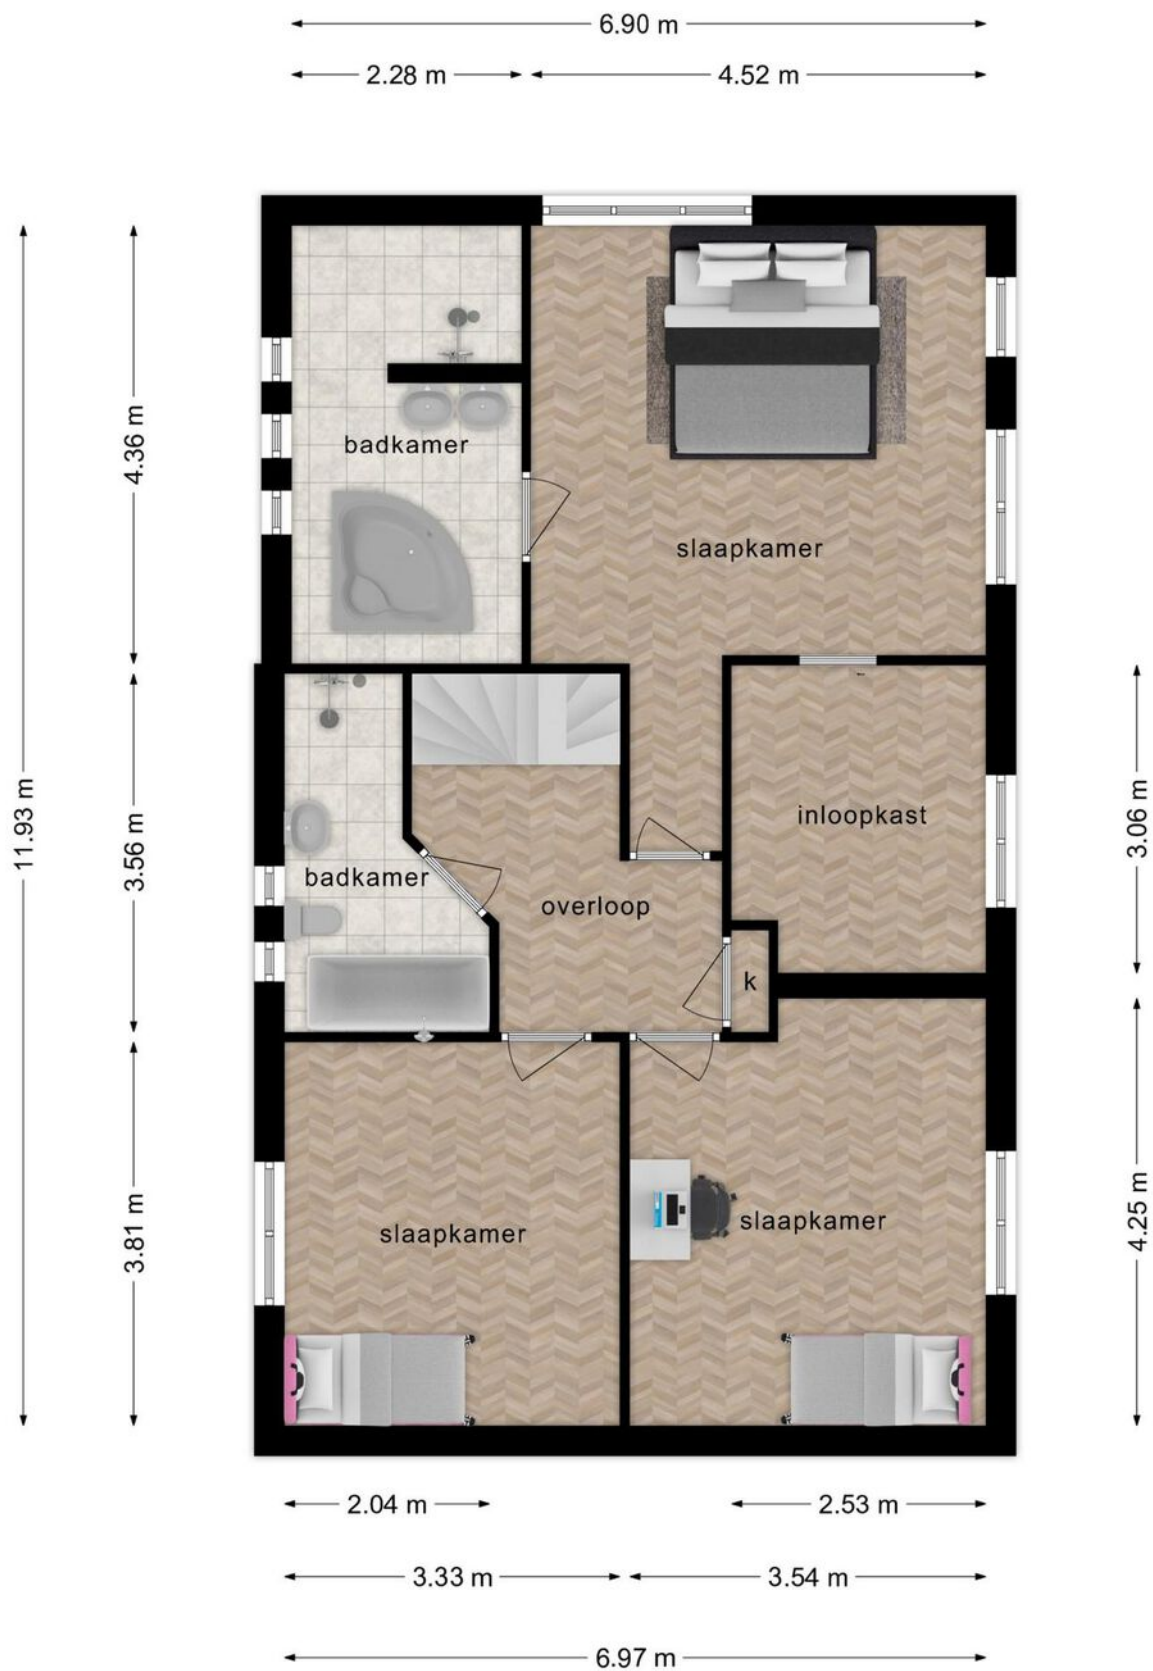 6.90 m
2.28 m
4.52 m
4.36 m
badkamer
slaapkamer
11.93 m
3.56 m
3.06 m
inloopkast
badkamer
overloop
k
3.81 m
4.25 m
slaapkamer
slaapkamer
2.04 m
2.53 m
3.33 m
3.54 m
6.97 m